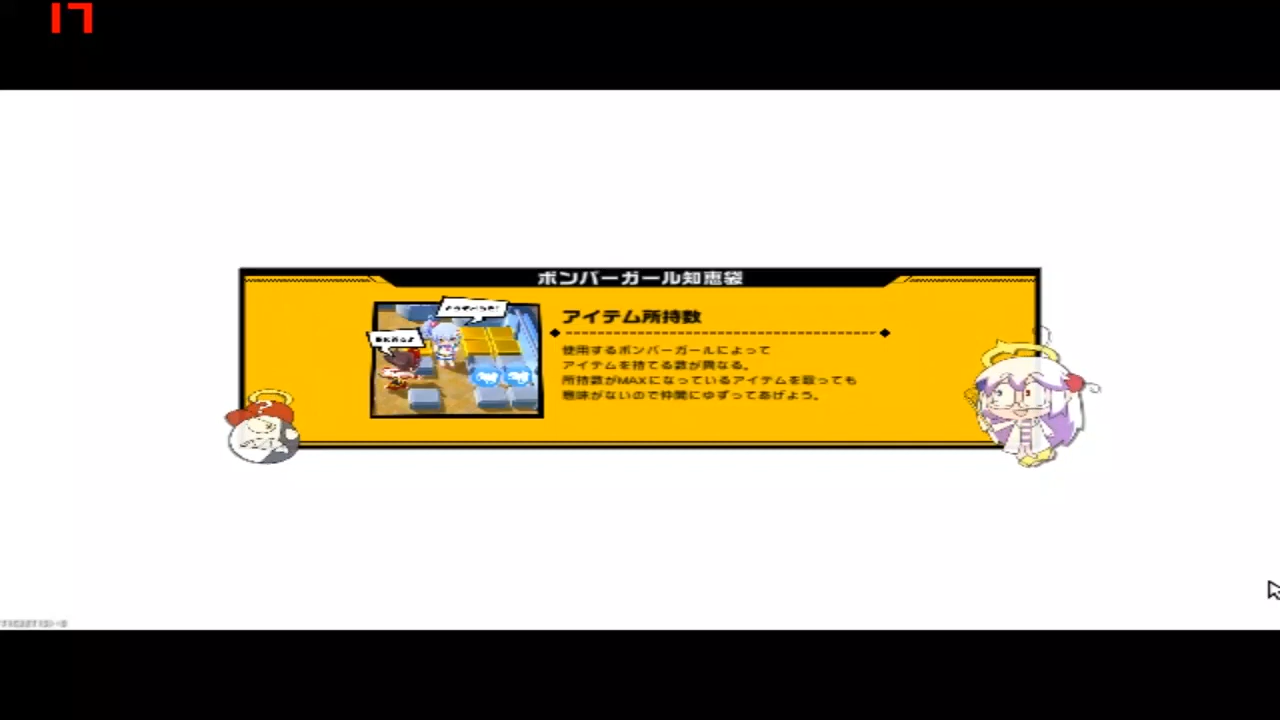 17
ボンバーガール知恵袋
アイテム所持数
使用するボンバーガールによって
アイテムを持てる数が異なる。
所持数がMAXになっているアイテムを取っても
意味がないので仲間にゆずってあげよう。